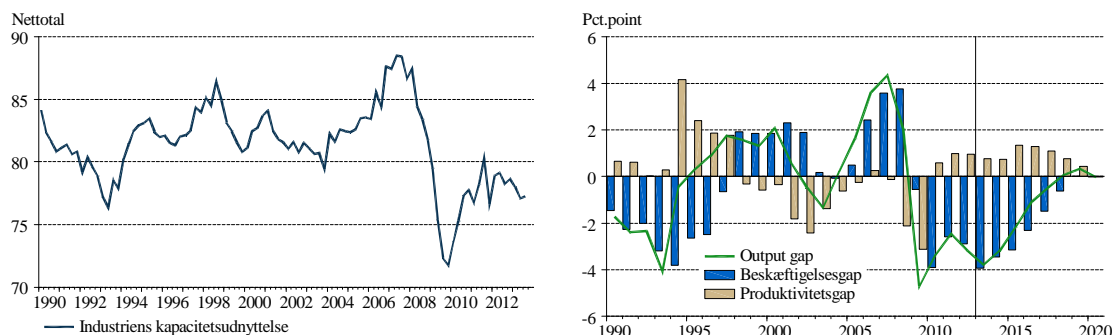 Nettotal
90
85
80
75
70
1990 1992 1994 1996 1998 2000 2002 2004 2006 2008 2010 2012
Industriens kapacitetsudnyttelse
Pct.point
6
4
2
0
-2
-4
-6
Output gap
Beskæftigelsesgap
Produktivitetsgap
1990 1995 2000 2005 2010 2015 2020